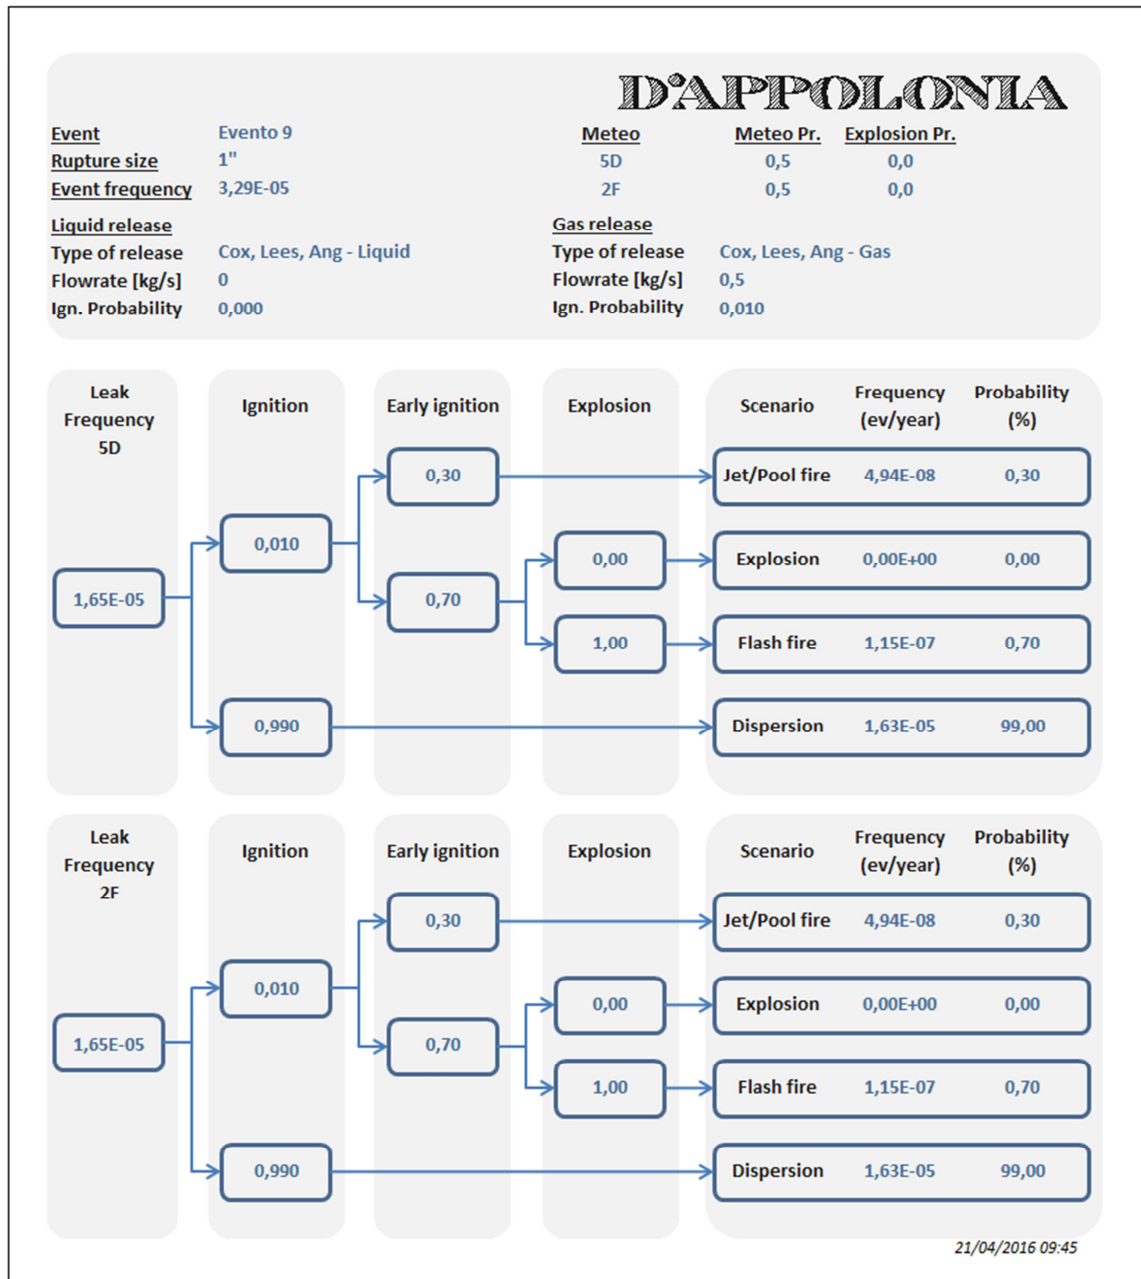 D'APPOLONIA
Event Evento 9 Meteo Meteo Pr. Explosion Pr.
Rupture size 1" 5D 0,5 0,0
Event frequency 3,29E-05 2F 0,5 0,0
Liquid release Gas release
Type of release Cox, Lees, Ang - Liquid Type of release Cox, Lees, Ang - Gas
Flowrate [kg/s] 0 Flowrate [kg/s] 0,5
Ign. Probability 0,000 Ign. Probability 0,010
Leak
Frequency
5D
Ignition
Early ignition
Explosion
Scenario
Frequency
(ev/year)
Probability
(%)
0,30 Jet/Pool fire 4,94E-08 0,30
0,010
0,00 Explosion 0,00E+00 0,00
1,65E-05 0,70
1,00 Flash fire 1,15E-07 0,70
0,990 Dispersion 1,63E-05 99,00
Leak
Frequency
2F
Ignition
Early ignition
Explosion
Scenario
Frequency
(ev/year)
Probability
(%)
0,30 Jet/Pool fire 4,94E-08 0,30
0,010
0,00 Explosion 0,00E+00 0,00
1,65E-05 0,70
1,00 Flash fire 1,15E-07 0,70
0,990 Dispersion 1,63E-05 99,00
21/04/2016 09:45